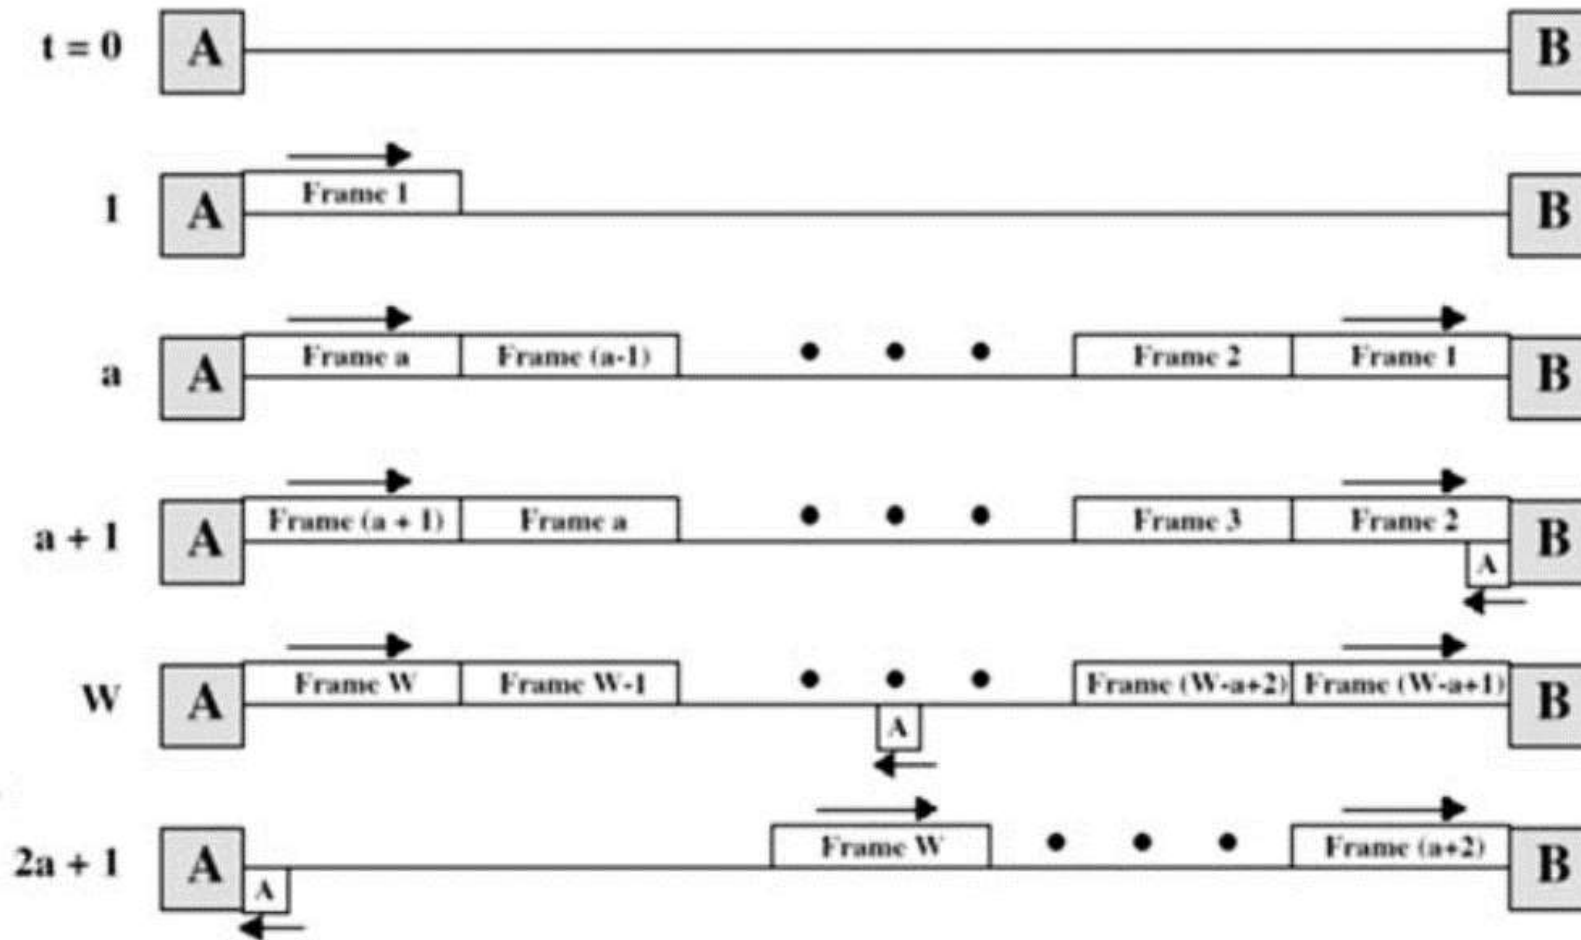 t = 0 A B
1 A Frame 1 B
a A Frame a Frame (a-1) Frame 2 Frame 1 B
a + 1 A Frame (a + 1) Frame a Frame 3 Frame 2 B
A
W A Frame W Frame W-1 Frame (W-a+2) Frame (W-a+1) B
A
2a + 1 A Frame W Frame (a+2) B
A